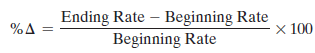 %Δ = (Ending Rate − Beginning Rate) / Beginning Rate × 100